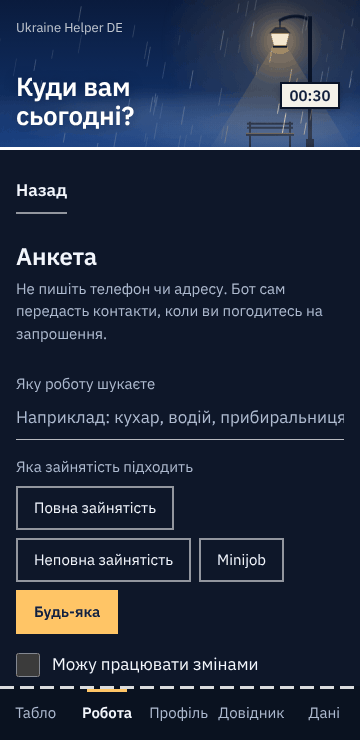 Ukraine Helper DE
Куди вам
сьогодні?
00:30
Назад
Анкета
Не пишіть телефон чи адресу. Бот сам
передасть контакти, коли ви погодитесь на
запрошення.
Яку роботу шукаєте
Наприклад: кухар, водій, прибиральниця
Яка зайнятість підходить
Повна зайнятість
Неповна зайнятість Minijob
Будь-яка
Можу працювати змінами
Табло Робота Профіль Довідник Дані